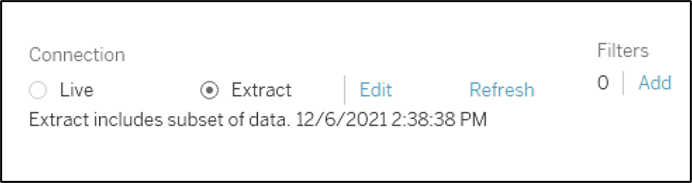 Connection
Filters
Live
Extract
Edit
Refresh
0
Add
Extract includes subset of data. 12/6/2021 2:38:38 PM